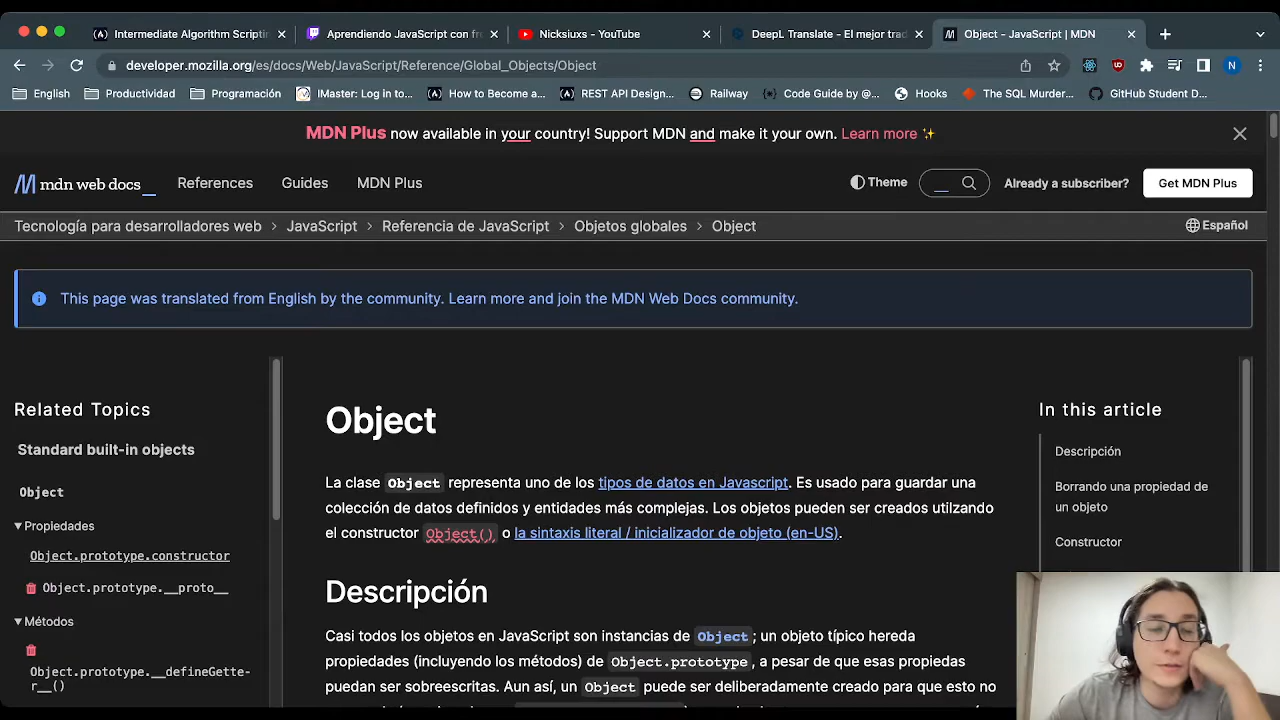 Intermediate Algorithm Scriptin
Aprendiendo JavaScript con fr
Nicksiuxs - YouTube
DeepL Translate - El mejor trad
Object - JavaScript | MDN
developer.mozilla.org/es/docs/Web/JavaScript/Reference/Global_Objects/Object
N
English
Productividad
Programación
IMaster: Log in to...
How to Become a...
REST API Design...
Railway
Code Guide by @...
Hooks
The SQL Murder...
GitHub Student D...
MDN Plus now available in your country! Support MDN and make it your own. Learn more ✨
mdn web docs_
References
Guides
MDN Plus
Theme
Already a subscriber?
Get MDN Plus
Tecnología para desarrolladores web > JavaScript > Referencia de JavaScript > Objetos globales > Object
Español
This page was translated from English by the community. Learn more and join the MDN Web Docs community.
Related Topics
Standard built-in objects
Object
Propiedades
Object.prototype.constructor
Object.prototype.__proto__
Métodos
Object.prototype.__defineGette-
r__()
Object
La clase Object representa uno de los tipos de datos en Javascript. Es usado para guardar una
colección de datos definidos y entidades más complejas. Los objetos pueden ser creados utilzando
el constructor Object() o la sintaxis literal / inicializador de objeto (en-US).
Descripción
Casi todos los objetos en JavaScript son instancias de Object; un objeto típico hereda
propiedades (incluyendo los métodos) de Object.prototype, a pesar de que esas propiedas
puedan ser sobreescritas. Aun así, un Object puede ser deliberadamente creado para que esto no
In this article
Descripción
Borrando una propiedad de
un objeto
Constructor